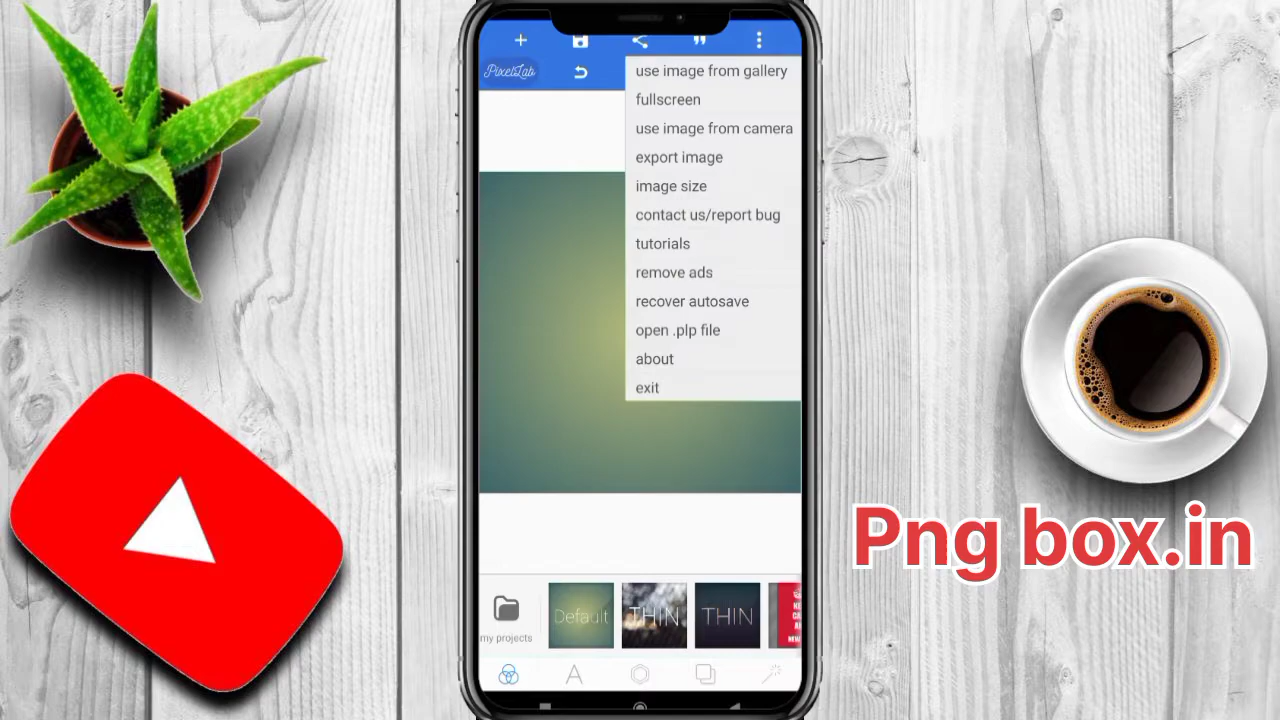 PixelLab
use image from gallery
fullscreen
use image from camera
export image
image size
contact us/report bug
tutorials
remove ads
recover autosave
open .plp file
about
exit
Png box.in
Default
THIN
THIN
my projects